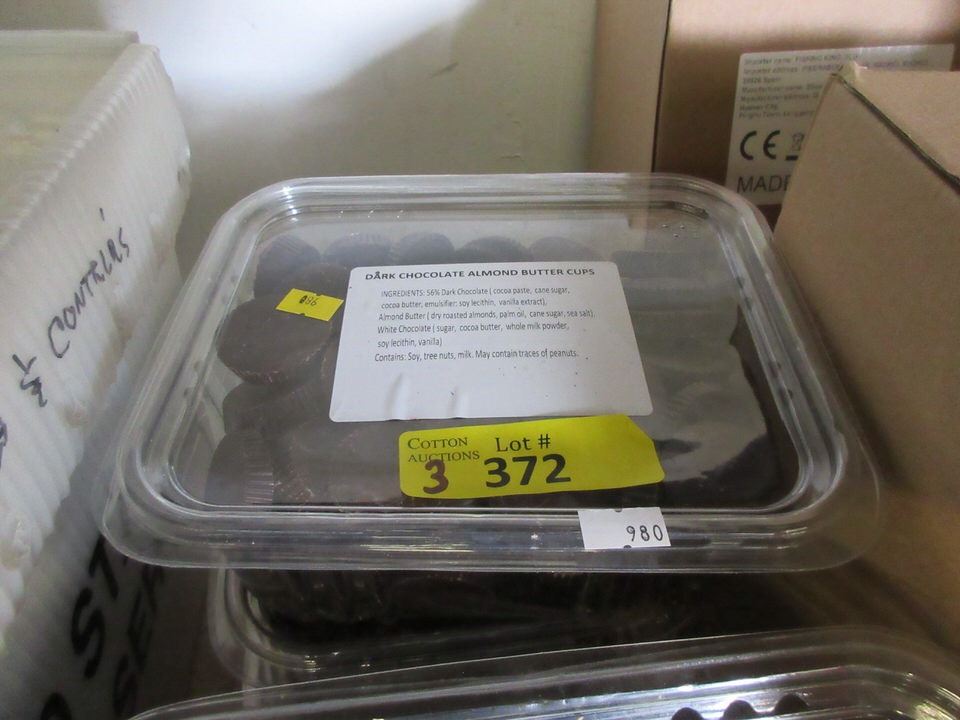 DARK CHOCOLATE ALMOND BUTTER CUPS
INGREDIENTS: 56% Dark Chocolate ( cocoa paste, cane sugar,
cocoa butter, emulsifier: soy lecithin, vanilla extract),
Almond Butter ( dry roasted almonds, palm oil, cane sugar, sea salt)
White Chocolate ( sugar, cocoa butter, whole milk powder,
soy lecithin, vanilla)
Contains: Soy, tree nuts, milk. May contain traces of peanuts.
COTTON
AUCTIONS
Lot #
3 372
980
CE
MADE